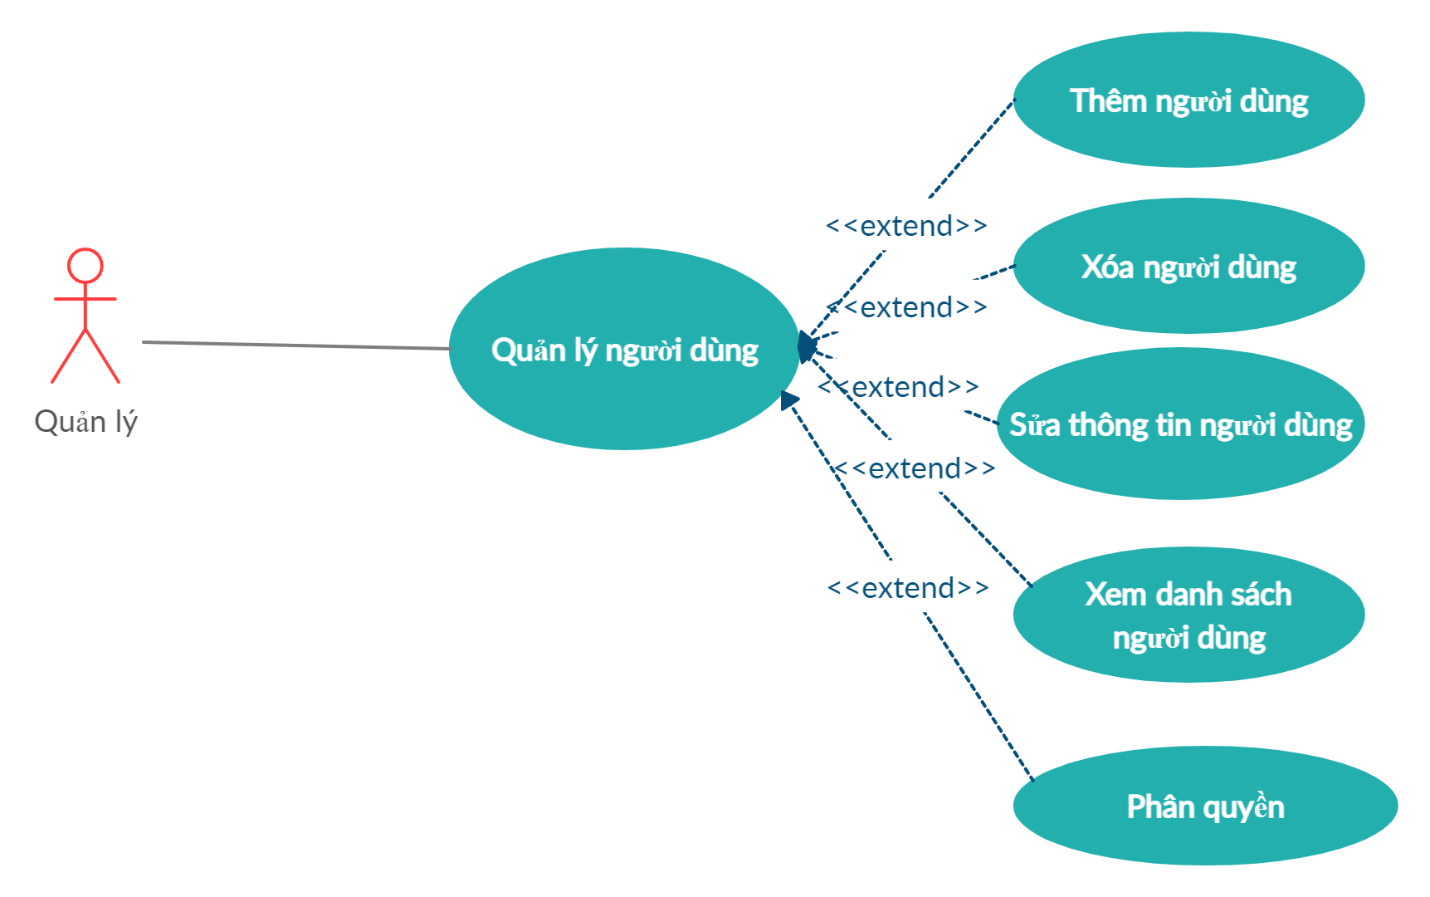 Thêm người dùng
<<extend>>
Xóa người dùng
<<extend>>
Quản lý người dùng
<<extend>>
Sửa thông tin người dùng
Quản lý
<<extend>>
<<extend>>
Xem danh sách
người dùng
Phân quyền